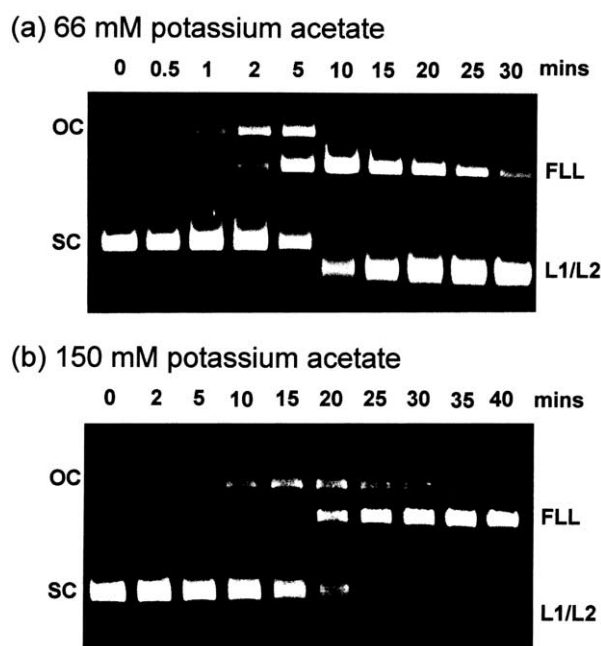 (a) 66 mM potassium acetate
0 0.5 1 2 5 10 15 20 25 30 mins
OC
FLL
SC
L1/L2
(b) 150 mM potassium acetate
0 2 5 10 15 20 25 30 35 40 mins
OC
FLL
SC
L1/L2